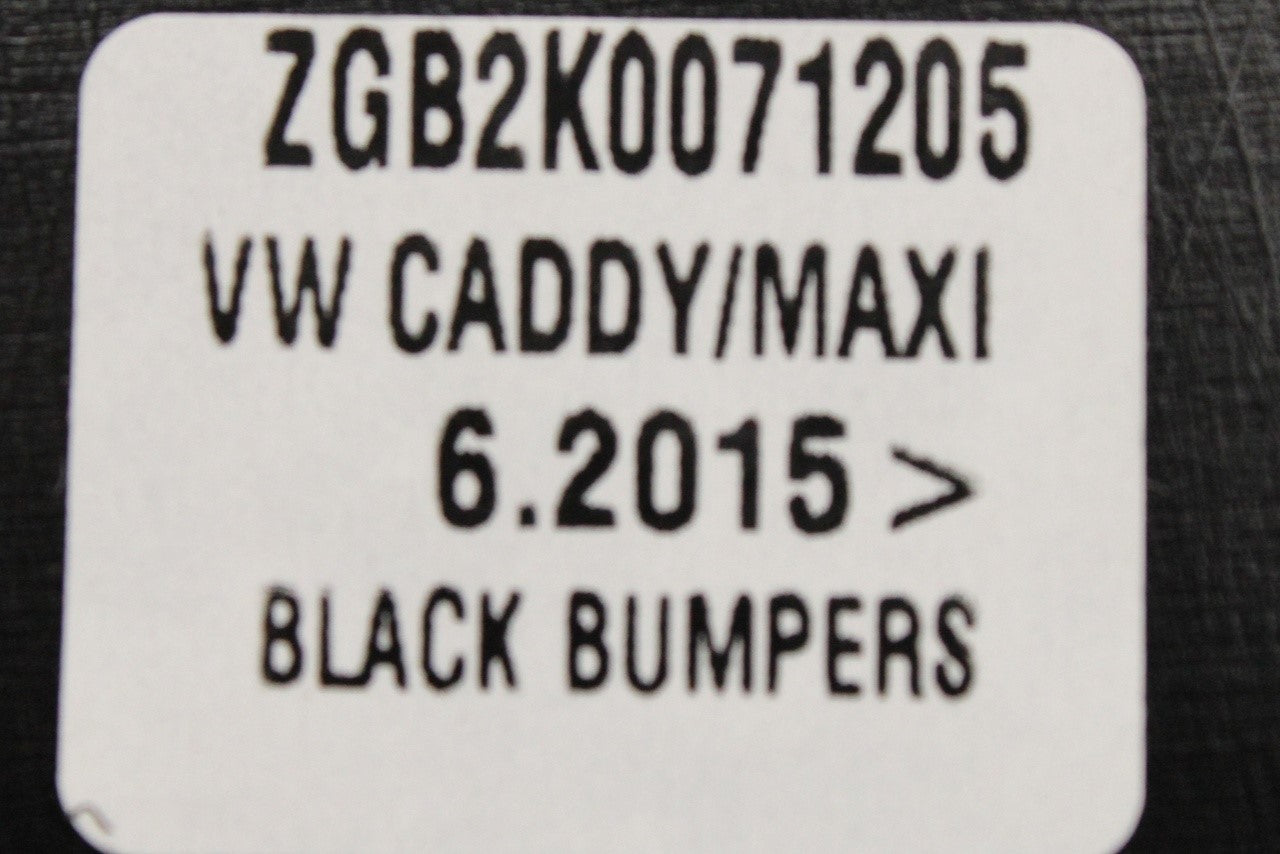 ZGB2K0071205
VW CADDY/MAXI
6.2015 >
BLACK BUMPERS